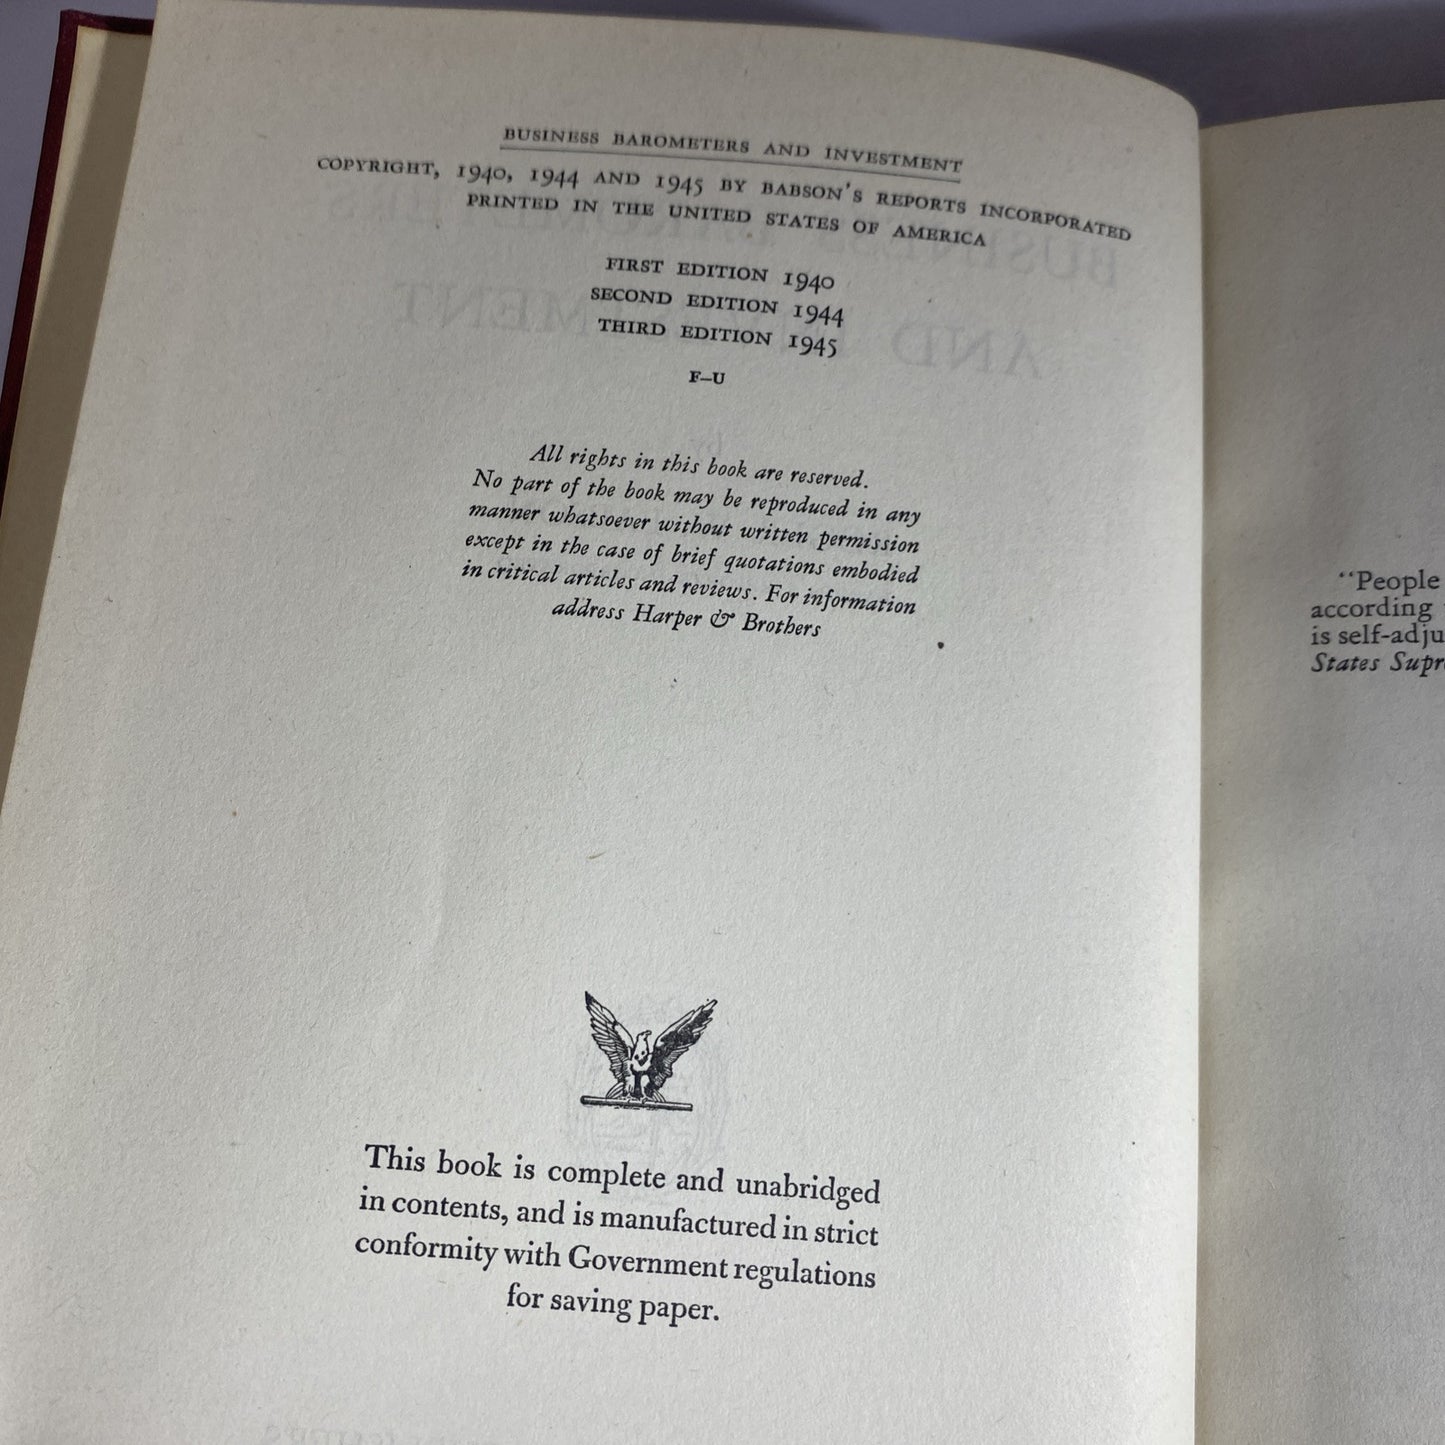 BUSINESS BAROMETERS AND INVESTMENT
COPYRIGHT, 1940, 1944 AND 1945 BY BABSON'S REPORTS INCORPORATED
PRINTED IN THE UNITED STATES OF AMERICA
FIRST EDITION 1940
SECOND EDITION 1944
THIRD EDITION 1945
F–U
All rights in this book are reserved.
No part of the book may be reproduced in any
manner whatsoever without written permission
except in the case of brief quotations embodied
in critical articles and reviews. For information
address Harper & Brothers
This book is complete and unabridged
in contents, and is manufactured in strict
conformity with Government regulations
for saving paper.
"People
according
is self-adju
States Supr